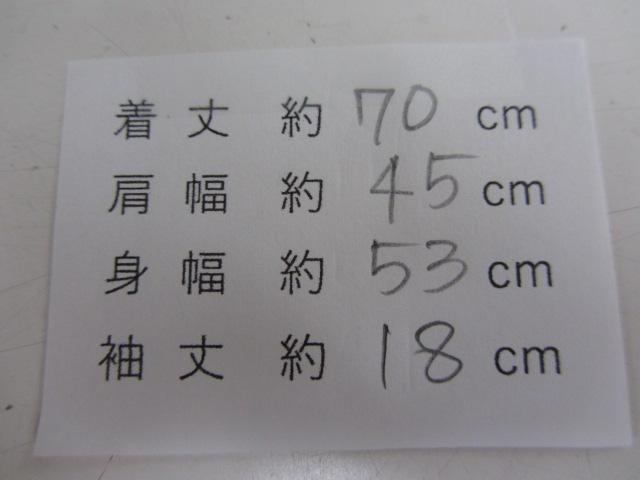 着丈 約 70 cm
肩幅 約 45 cm
身幅 約 53 cm
袖丈 約 18 cm